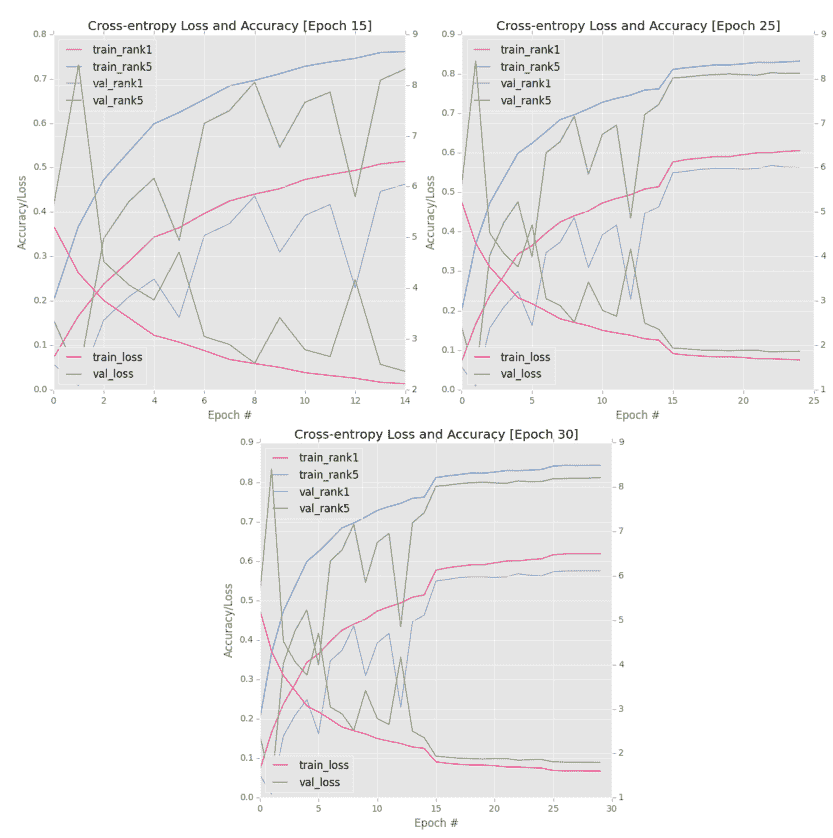 Cross-entropy Loss and Accuracy [Epoch 15]
0.8
0.7
0.6
0.5
0.4
0.3
0.2
0.1
0.0
9
8
7
6
5
4
3
2
train_rank1
train_rank5
val_rank1
val_rank5
train_loss
val_loss
Accuracy/Loss
0 2 4 6 8 10 12 14
Epoch #
Cross-entropy Loss and Accuracy [Epoch 25]
0.9
0.8
0.7
0.6
0.5
0.4
0.3
0.2
0.1
0.0
9
8
7
6
5
4
3
2
1
train_rank1
train_rank5
val_rank1
val_rank5
train_loss
val_loss
Accuracy/Loss
0 5 10 15 20 25
Epoch #
Cross-entropy Loss and Accuracy [Epoch 30]
0.9
0.8
0.7
0.6
0.5
0.4
0.3
0.2
0.1
0.0
9
8
7
6
5
4
3
2
1
train_rank1
train_rank5
val_rank1
val_rank5
train_loss
val_loss
Accuracy/Loss
0 5 10 15 20 25 30
Epoch #